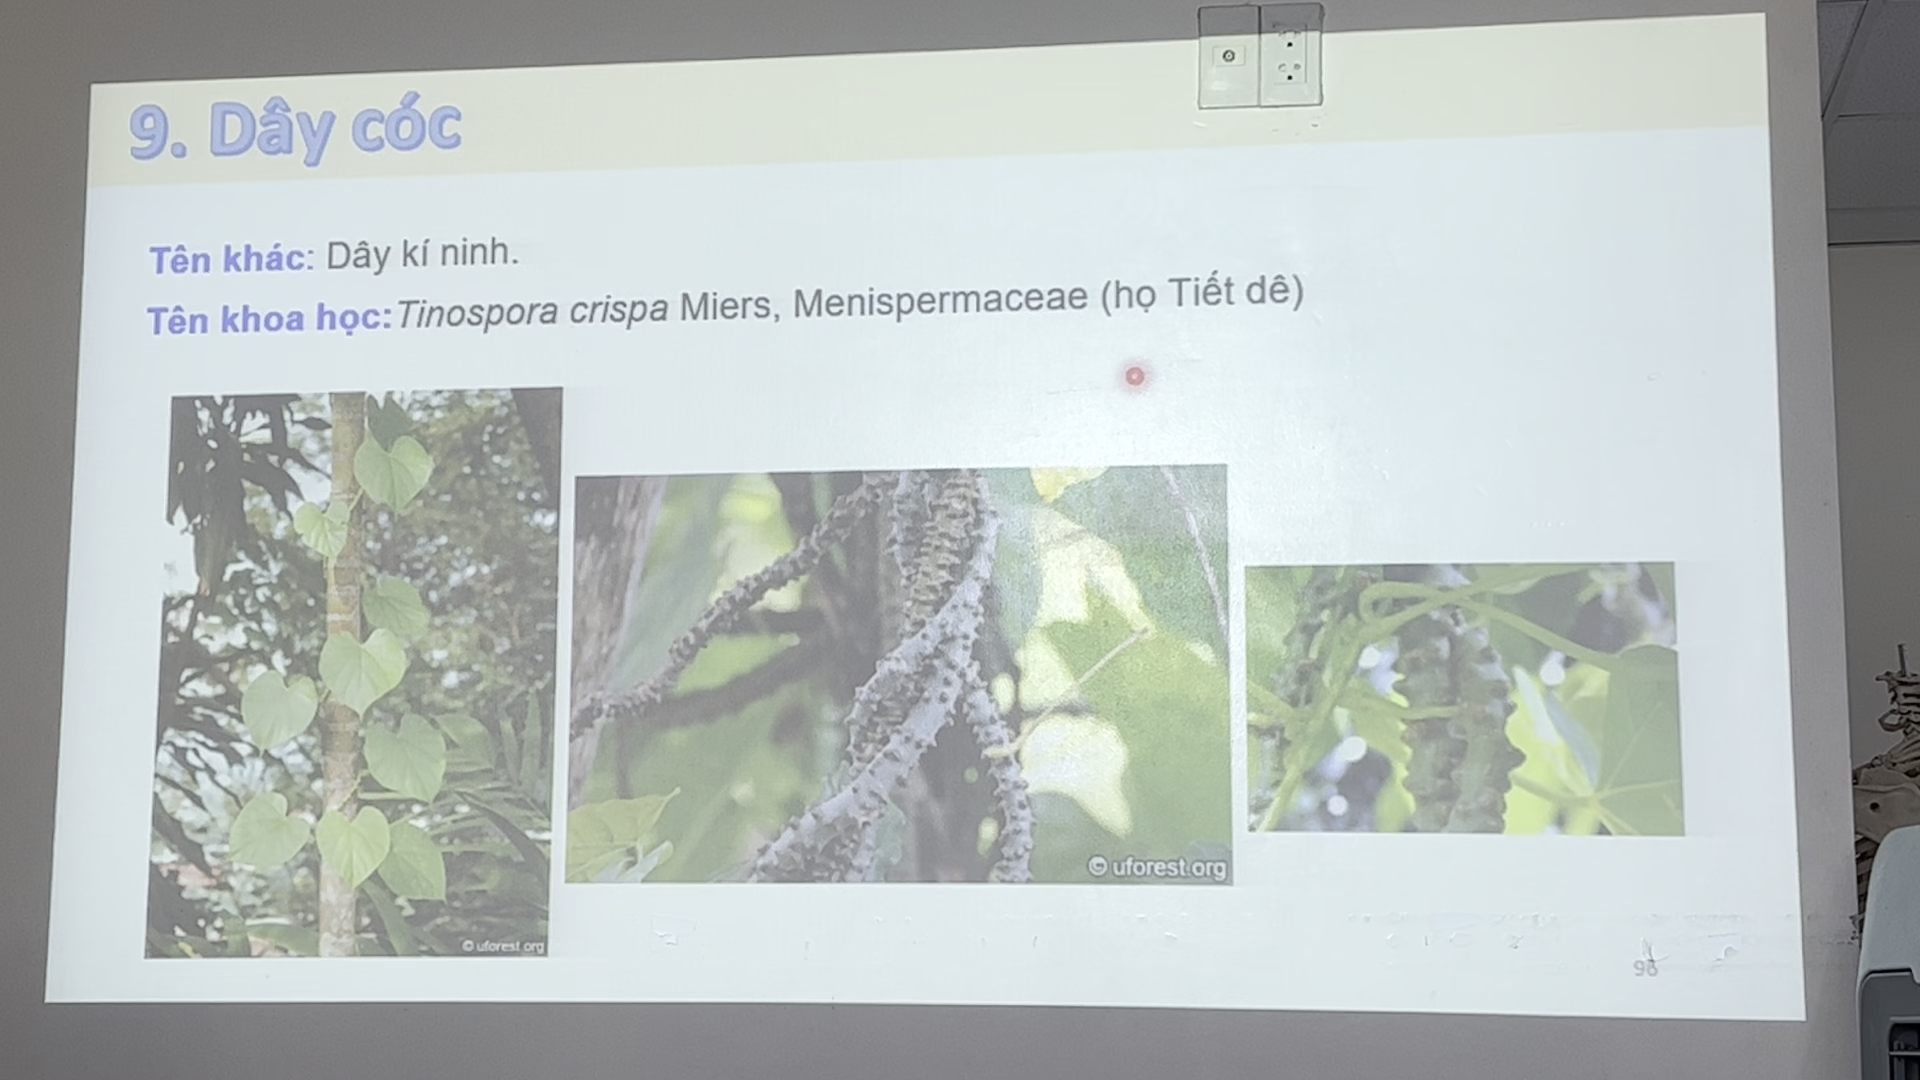 9. Dây cóc
Tên khác: Dây kí ninh.
Tên khoa học: Tinospora crispa Miers, Menispermaceae (họ Tiết dê)
© uforest.org
© uforest.org